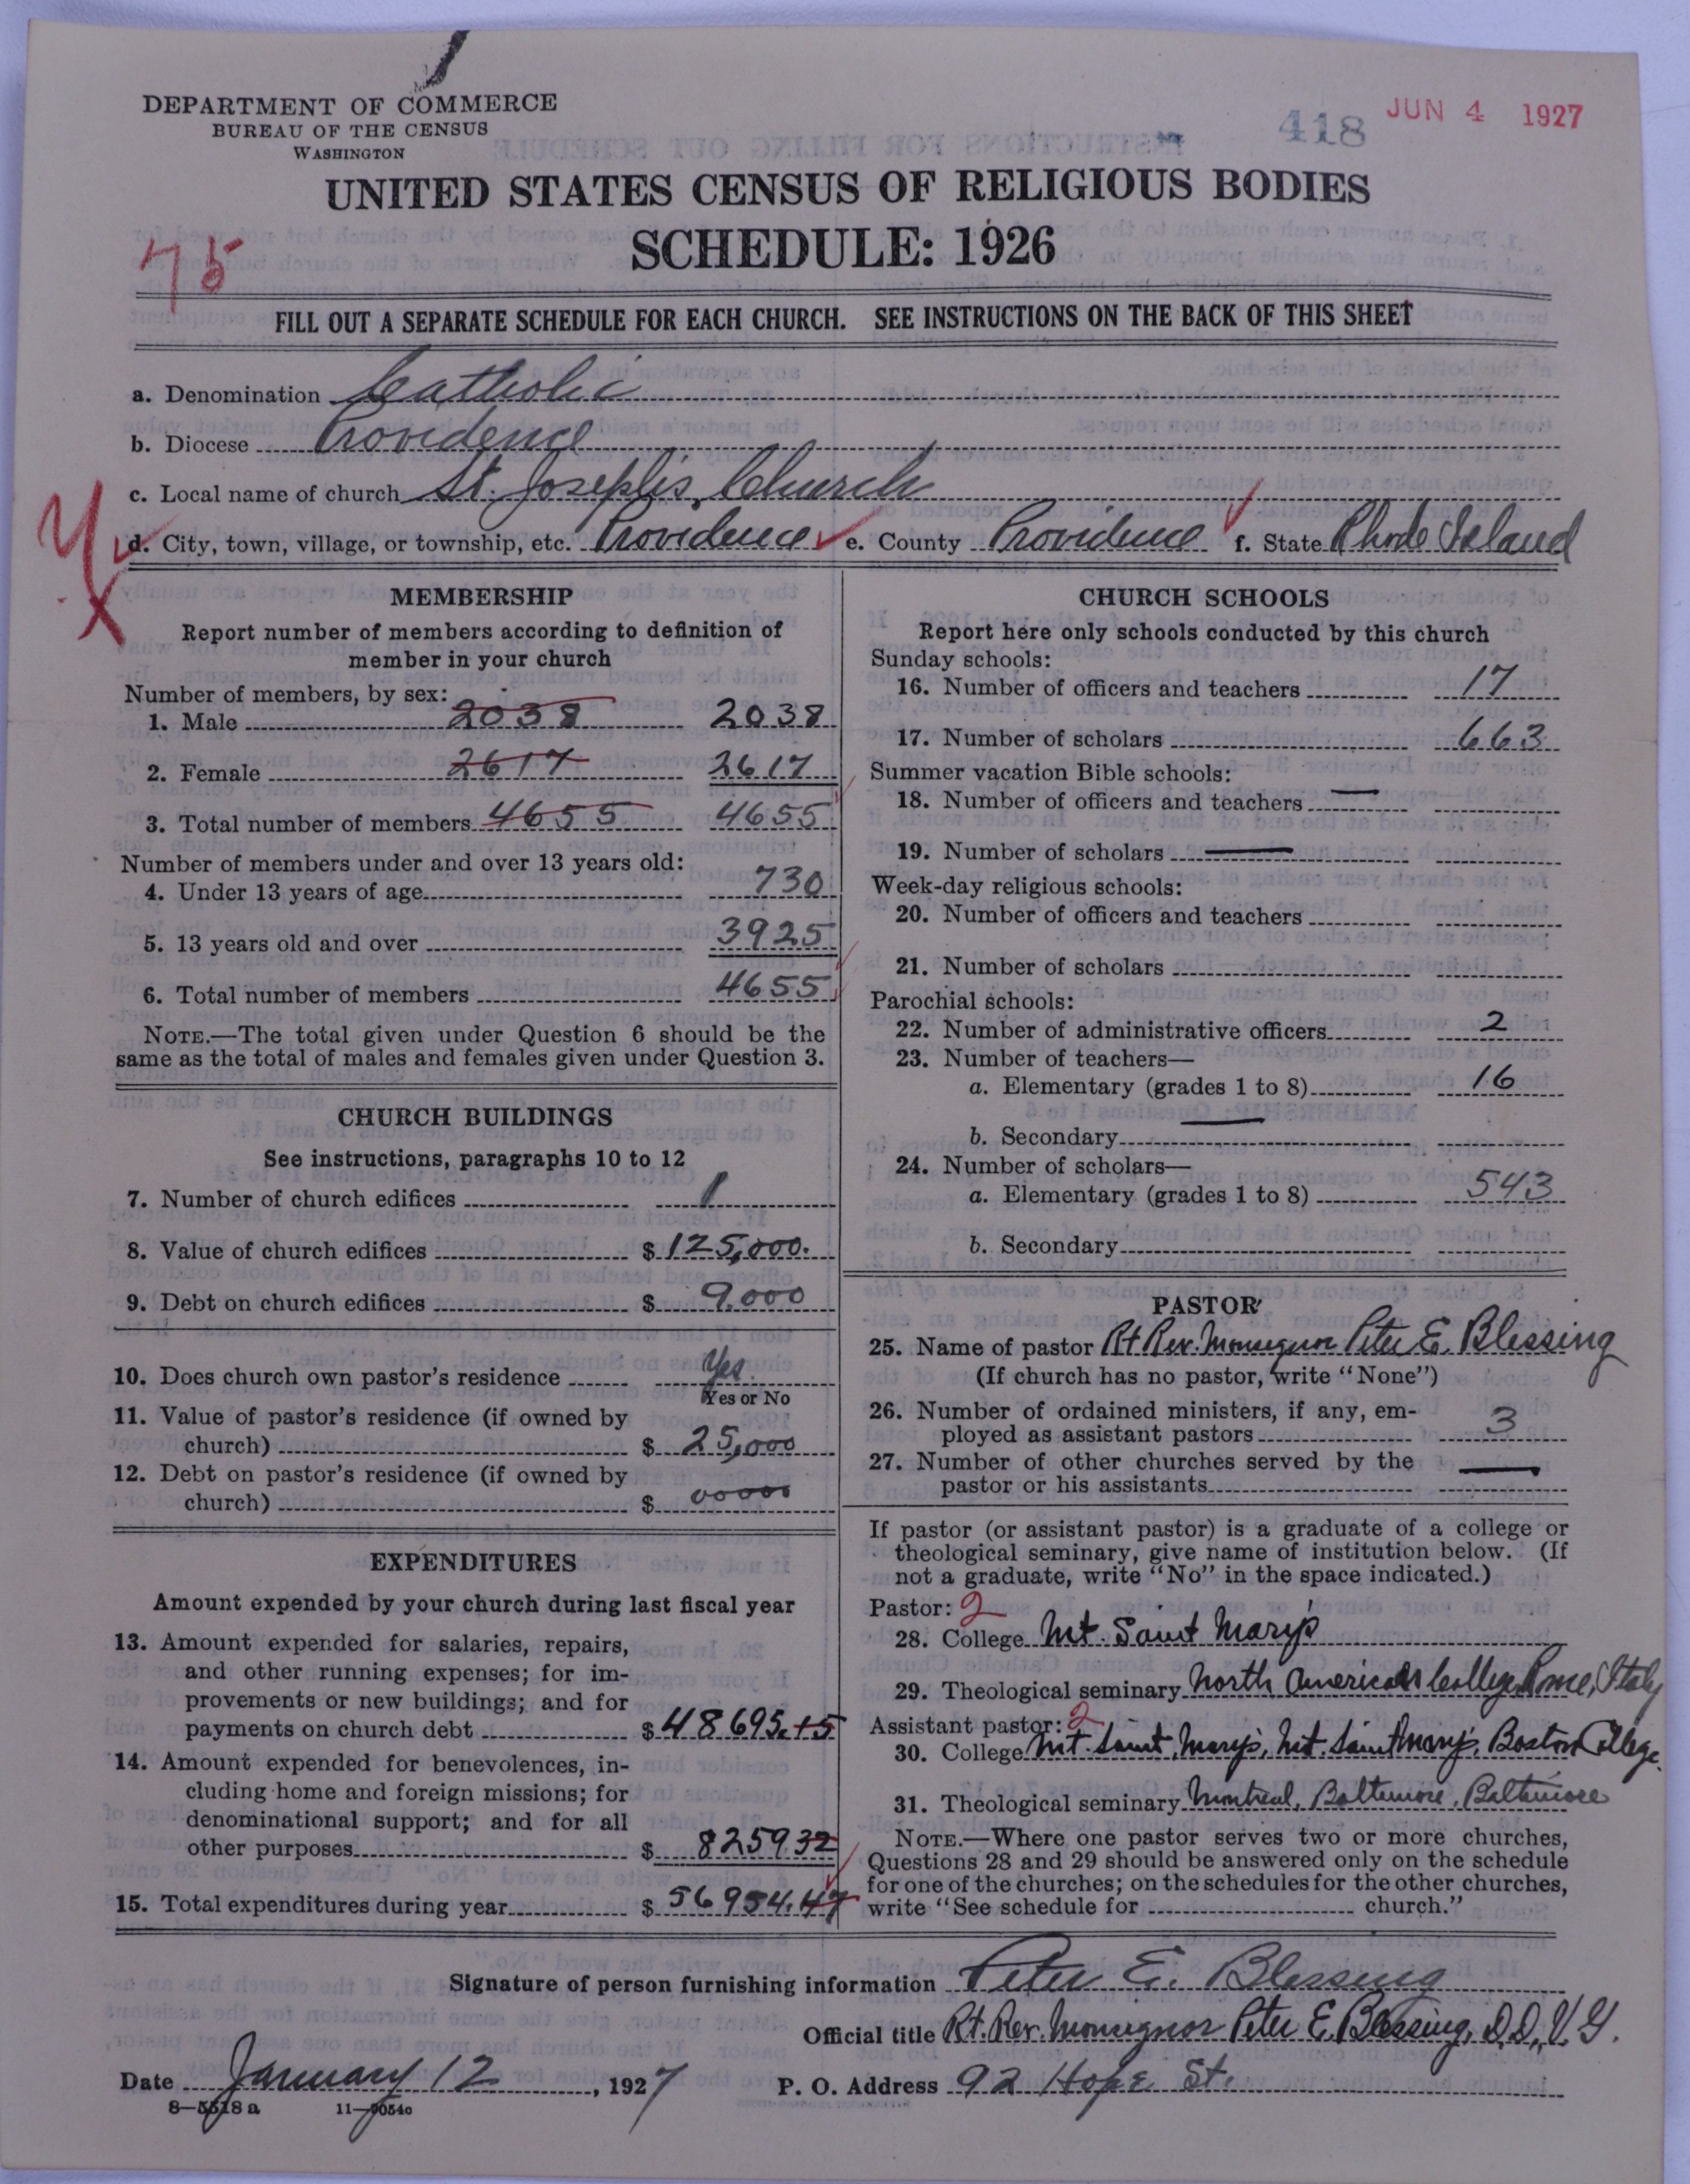 DEPARTMENT OF COMMERCE
BUREAU OF THE CENSUS
WASHINGTON
418
JUN 4 1927
UNITED STATES CENSUS OF RELIGIOUS BODIES
SCHEDULE: 1926
75
FILL OUT A SEPARATE SCHEDULE FOR EACH CHURCH. SEE INSTRUCTIONS ON THE BACK OF THIS SHEET
a. Denomination Catholic
b. Diocese Providence
c. Local name of church St. Joseph's Church
d. City, town, village, or township, etc. Providence e. County Providence f. State Rhode Island
MEMBERSHIP
Report number of members according to definition of
member in your church
Number of members, by sex:
1. Male 2038 2038
2. Female 2617 2617
3. Total number of members 4655 4655
Number of members under and over 13 years old:
4. Under 13 years of age 730
5. 13 years old and over 3925
6. Total number of members 4655
NOTE.—The total given under Question 6 should be the
same as the total of males and females given under Question 3.
CHURCH BUILDINGS
See instructions, paragraphs 10 to 12
7. Number of church edifices 1
8. Value of church edifices $ 125,000.
9. Debt on church edifices $ 9,000
10. Does church own pastor's residence Yes
Yes or No
11. Value of pastor's residence (if owned by
church) $ 25,000
12. Debt on pastor's residence (if owned by
church) $ 00000
EXPENDITURES
Amount expended by your church during last fiscal year
13. Amount expended for salaries, repairs,
and other running expenses; for im-
provements or new buildings; and for
payments on church debt $ 48695.15
14. Amount expended for benevolences, in-
cluding home and foreign missions; for
denominational support; and for all
other purposes $ 8259.32
15. Total expenditures during year $ 56954.47
CHURCH SCHOOLS
Report here only schools conducted by this church
Sunday schools:
16. Number of officers and teachers 17
17. Number of scholars 663
Summer vacation Bible schools:
18. Number of officers and teachers —
19. Number of scholars —
Week-day religious schools:
20. Number of officers and teachers
21. Number of scholars
Parochial schools:
22. Number of administrative officers 2
23. Number of teachers—
a. Elementary (grades 1 to 8) 16
b. Secondary —
24. Number of scholars—
a. Elementary (grades 1 to 8) 543
b. Secondary
PASTOR
25. Name of pastor Rt Rev. Monsignor Peter E. Blessing
(If church has no pastor, write "None")
26. Number of ordained ministers, if any, em-
ployed as assistant pastors 3
27. Number of other churches served by the
pastor or his assistants —
If pastor (or assistant pastor) is a graduate of a college or
theological seminary, give name of institution below. (If
not a graduate, write "No" in the space indicated.)
Pastor: 2
28. College Mt. Saint Mary's
29. Theological seminary North American College Rome, Italy
Assistant pastor: 2
30. College Mt. Saint Mary's, Mt. Saint Mary's, Boston College.
31. Theological seminary Montreal, Baltimore, Baltimore
NOTE.—Where one pastor serves two or more churches,
Questions 28 and 29 should be answered only on the schedule
for one of the churches; on the schedules for the other churches,
write "See schedule for church."
Signature of person furnishing information Peter E. Blessing
Official title Rt. Rev. Monsignor Peter E. Blessing, D.D., V.G.
Date January 12, 1927 P. O. Address 92 Hope St.
8—5518 a 11—9054c